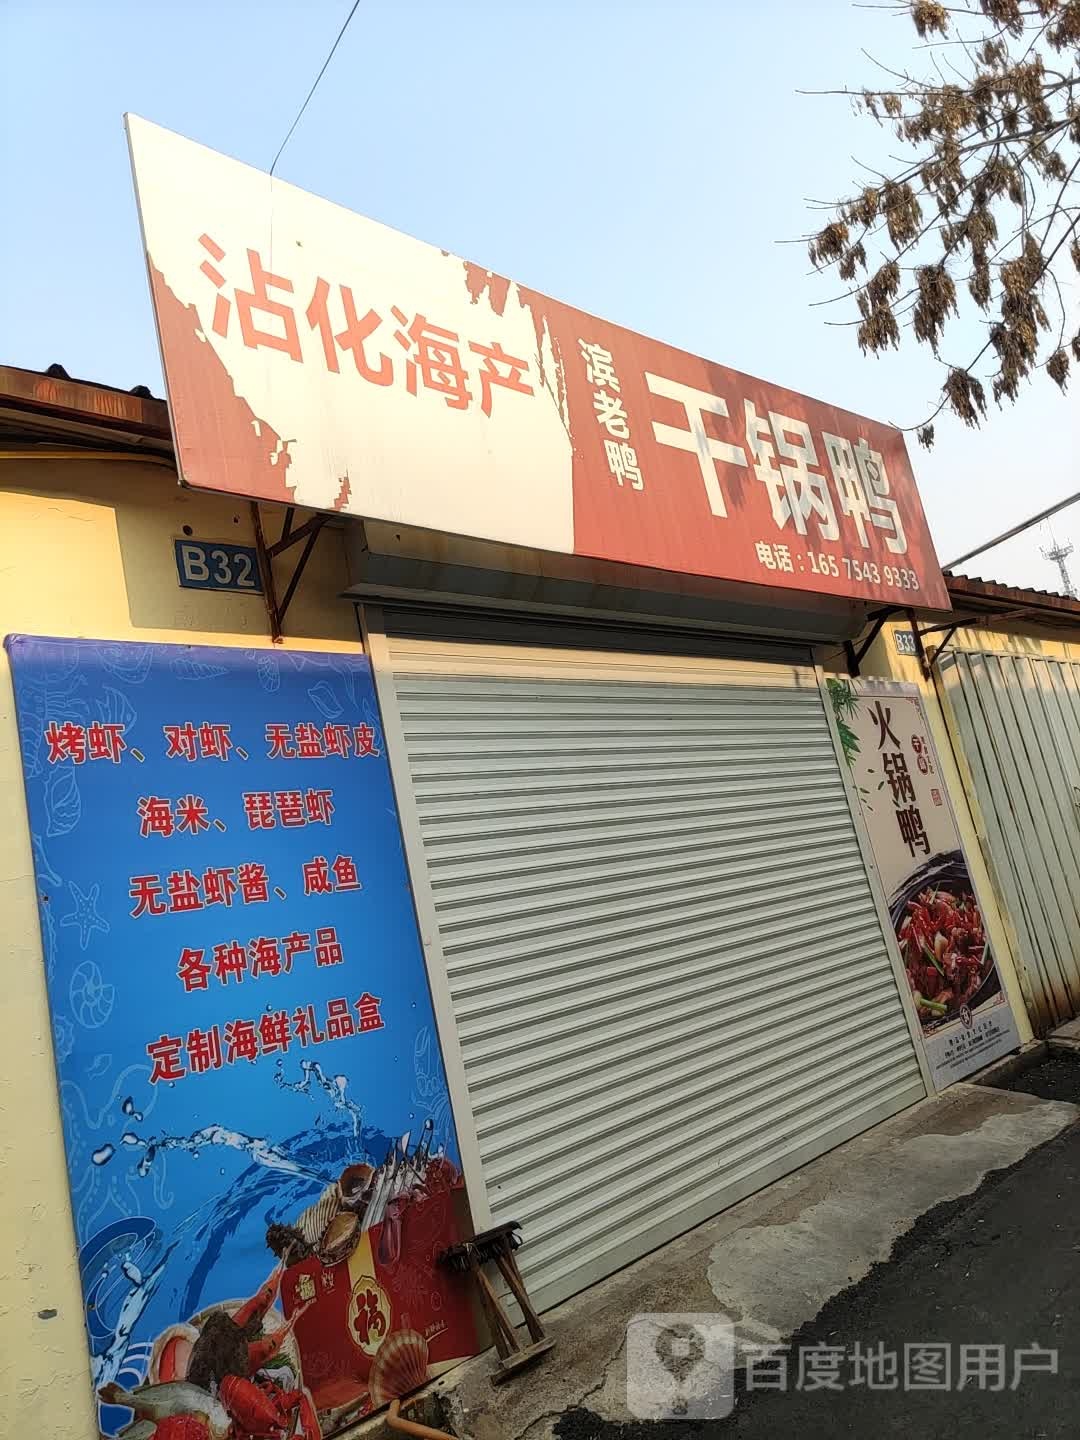 沾化海产
滨老鸭
干锅鸭
电话：165 7543 9333
B32
B33
烤虾、对虾、无盐虾皮
海米、琵琶虾
无盐虾酱、咸鱼
各种海产品
定制海鲜礼品盒
福
火锅鸭
百度地图用户